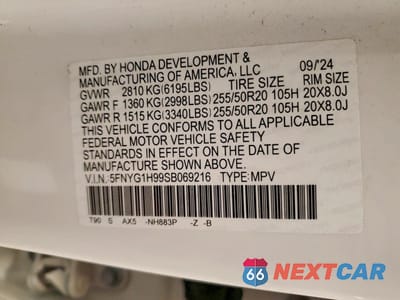 MFD. BY HONDA DEVELOPMENT & 09/24
MANUFACTURING OF AMERICA, LLC
GVWR 2810 KG(6195LBS) TIRE SIZE RIM SIZE
GAWR F 1360 KG(2998LBS) 255/50R20 105H 20X8.0J
GAWR R 1515 KG(3340LBS) 255/50R20 105H 20X8.0J
THIS VEHICLE CONFORMS TO ALL APPLICABLE
FEDERAL MOTOR VEHICLE SAFETY
STANDARDS IN EFFECT ON THE DATE OF
MANUFACTURE SHOWN ABOVE.
V.I.N.:5FNYG1H99SB069216 TYPE:MPV
T90 S AX5 -NH883P -Z -B
66 NEXTCAR